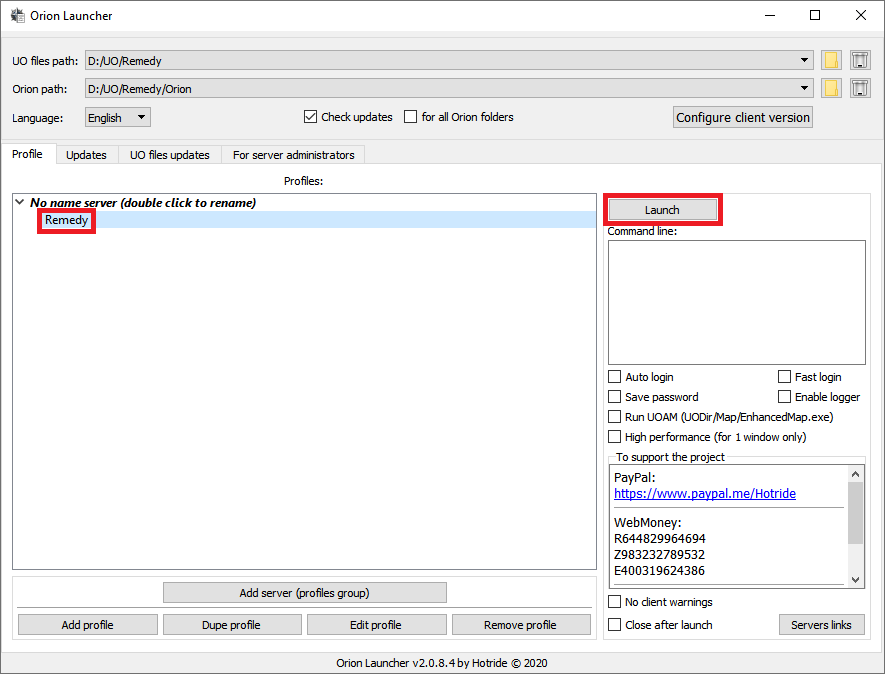 Orion Launcher
UO files path: D:/UO/Remedy
Orion path: D:/UO/Remedy/Orion
Language: English Check updates for all Orion folders Configure client version
Profile Updates UO files updates For server administrators
Profiles:
No name server (double click to rename)
Remedy
Launch
Command line:
Auto login Fast login
Save password Enable logger
Run UOAM (UODir/Map/EnhancedMap.exe)
High performance (for 1 window only)
To support the project
PayPal:
https://www.paypal.me/Hotride
WebMoney:
R644829964694
Z983232789532
E400319624386
Add server (profiles group)
Add profile Dupe profile Edit profile Remove profile
No client warnings
Close after launch Servers links
Orion Launcher v2.0.8.4 by Hotride © 2020